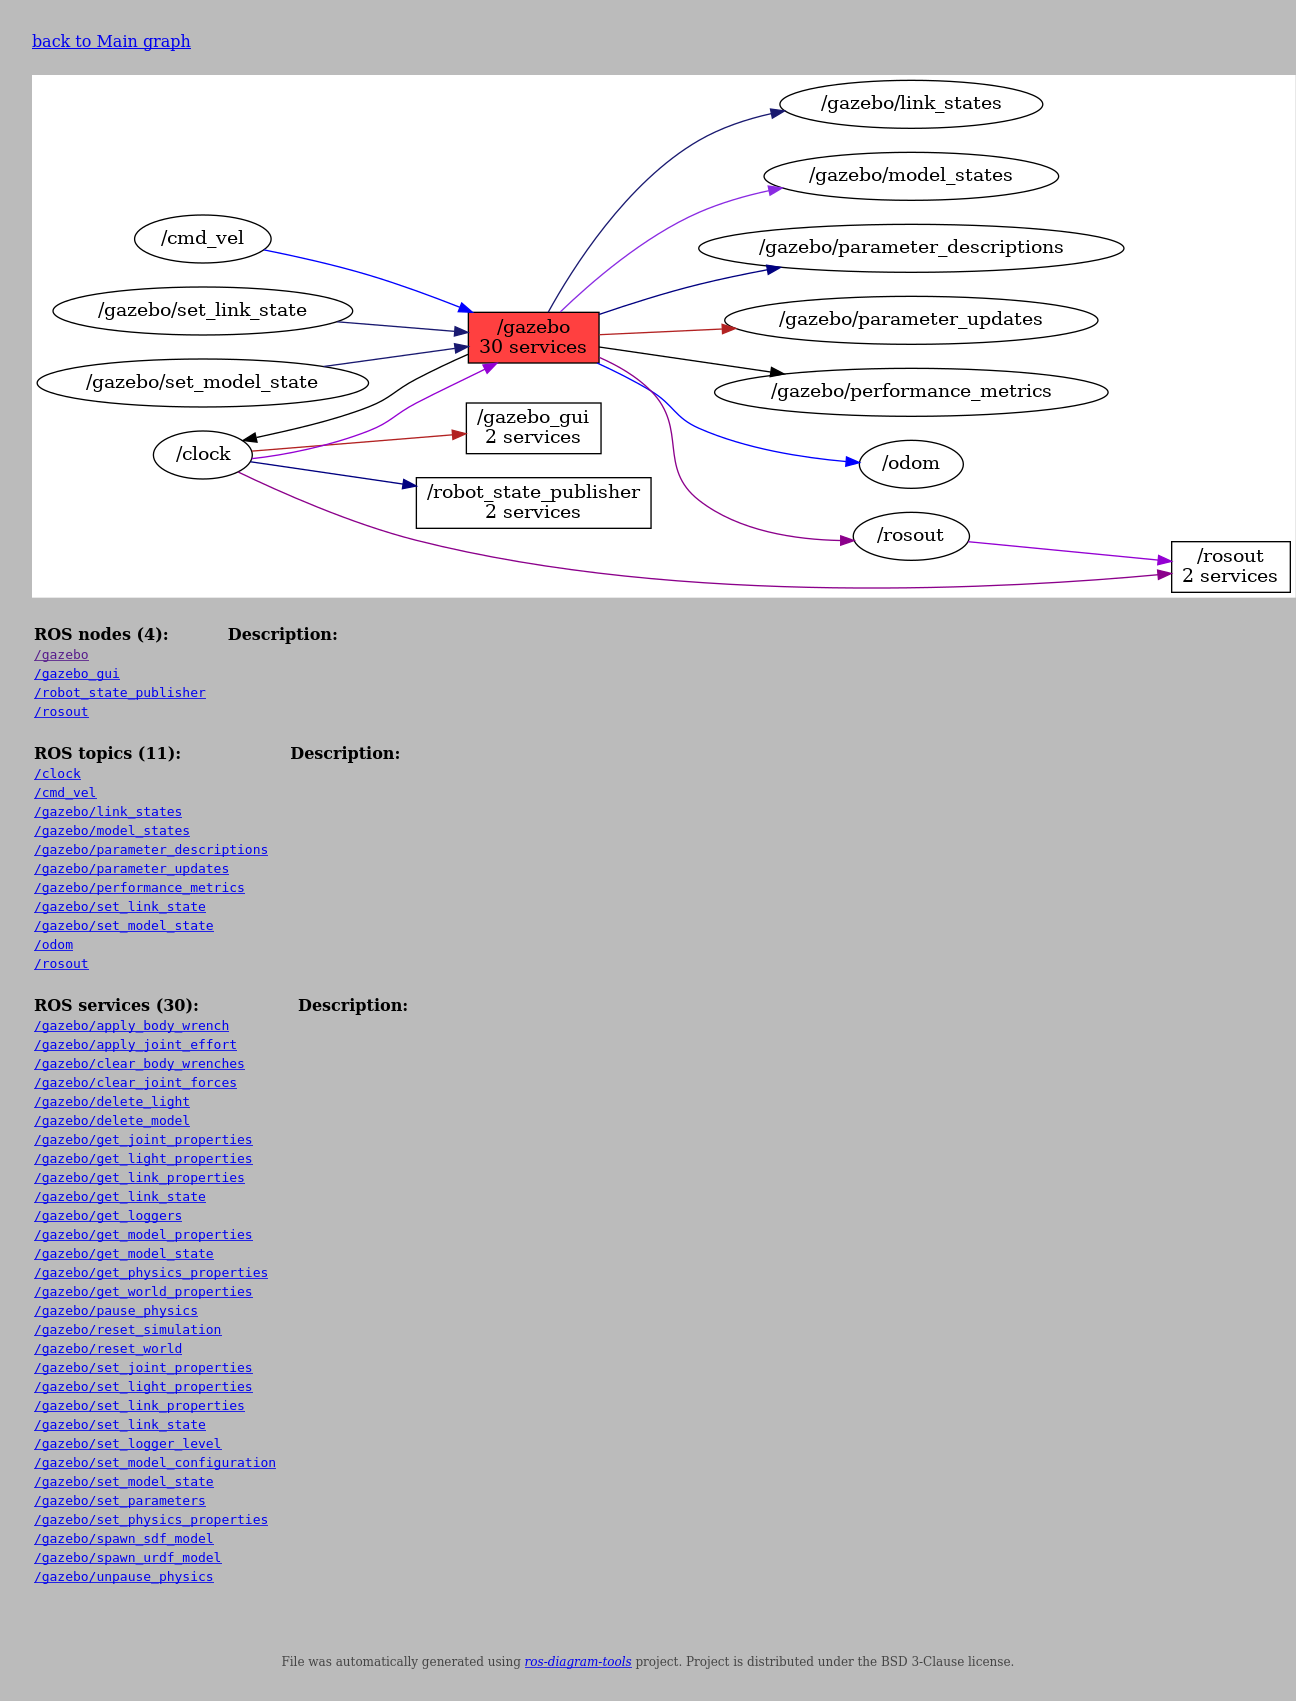 back to Main graph
/gazebo/link_states
/gazebo/model_states
/cmd_vel
/gazebo/parameter_descriptions
/gazebo/set_link_state
/gazebo
30 services
/gazebo/parameter_updates
/gazebo/set_model_state
/gazebo/performance_metrics
/gazebo_gui
2 services
/clock
/odom
/robot_state_publisher
2 services
/rosout
/rosout
2 services
ROS nodes (4): Description:
/gazebo
/gazebo_gui
/robot_state_publisher
/rosout
ROS topics (11): Description:
/clock
/cmd_vel
/gazebo/link_states
/gazebo/model_states
/gazebo/parameter_descriptions
/gazebo/parameter_updates
/gazebo/performance_metrics
/gazebo/set_link_state
/gazebo/set_model_state
/odom
/rosout
ROS services (30): Description:
/gazebo/apply_body_wrench
/gazebo/apply_joint_effort
/gazebo/clear_body_wrenches
/gazebo/clear_joint_forces
/gazebo/delete_light
/gazebo/delete_model
/gazebo/get_joint_properties
/gazebo/get_light_properties
/gazebo/get_link_properties
/gazebo/get_link_state
/gazebo/get_loggers
/gazebo/get_model_properties
/gazebo/get_model_state
/gazebo/get_physics_properties
/gazebo/get_world_properties
/gazebo/pause_physics
/gazebo/reset_simulation
/gazebo/reset_world
/gazebo/set_joint_properties
/gazebo/set_light_properties
/gazebo/set_link_properties
/gazebo/set_link_state
/gazebo/set_logger_level
/gazebo/set_model_configuration
/gazebo/set_model_state
/gazebo/set_parameters
/gazebo/set_physics_properties
/gazebo/spawn_sdf_model
/gazebo/spawn_urdf_model
/gazebo/unpause_physics
File was automatically generated using ros-diagram-tools project. Project is distributed under the BSD 3-Clause license.